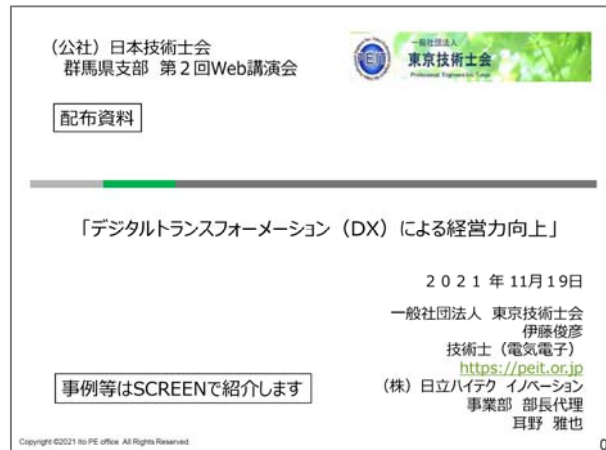 (公社)日本技術士会
群馬県支部 第2回Web講演会
PEIT
一般社団法人
東京技術士会
Professional Engineers in Tokyo
配布資料
「デジタルトランスフォーメーション(DX)による経営力向上」
2021年11月19日
一般社団法人 東京技術士会
伊藤俊彦
技術士(電気電子)
https://peit.or.jp
(株)日立ハイテク イノベーション
事業部 部長代理
耳野 雅也
事例等はSCREENで紹介します
Copyright ©2021 Ito PE office All Rights Reserved.
0